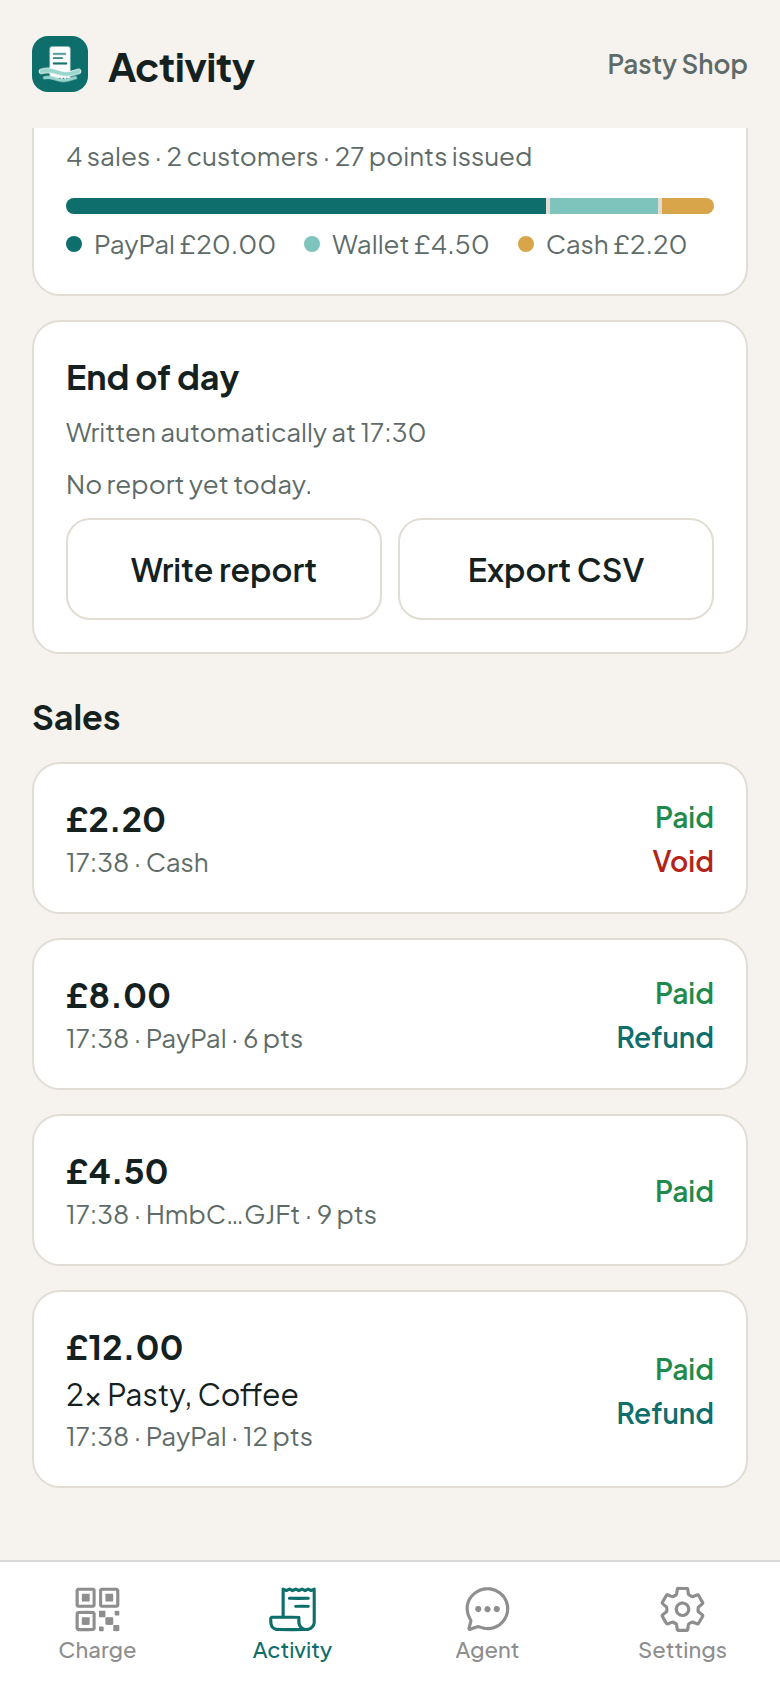 Activity
Pasty Shop
4 sales · 2 customers · 27 points issued
PayPal £20.00
Wallet £4.50
Cash £2.20
End of day
Written automatically at 17:30
No report yet today.
Write report
Export CSV
Sales
£2.20
Paid
17:38 · Cash
Void
£8.00
Paid
17:38 · PayPal · 6 pts
Refund
£4.50
Paid
17:38 · HmbC...GJFt · 9 pts
£12.00
Paid
2× Pasty, Coffee
Refund
17:38 · PayPal · 12 pts
Charge
Activity
Agent
Settings